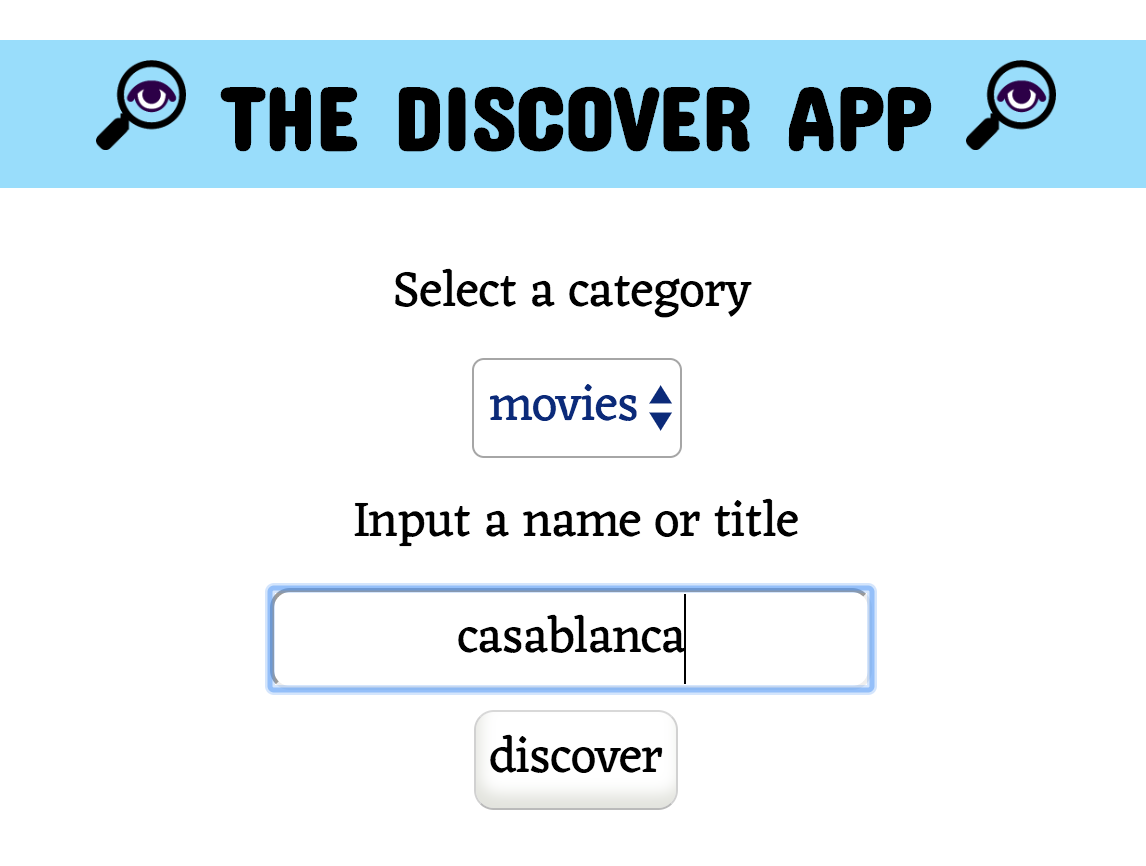 THE DISCOVER APP
Select a category
movies
Input a name or title
casablanca
discover